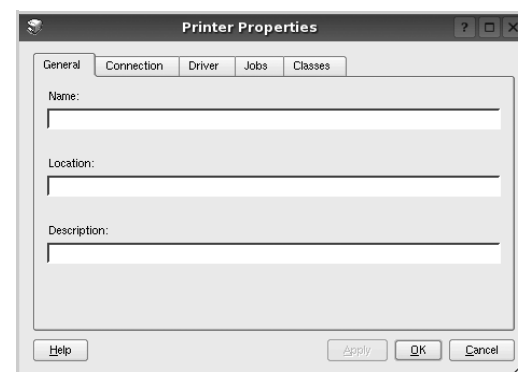 Printer Properties
?
General Connection Driver Jobs Classes
Name:
Location:
Description:
Help Apply OK Cancel